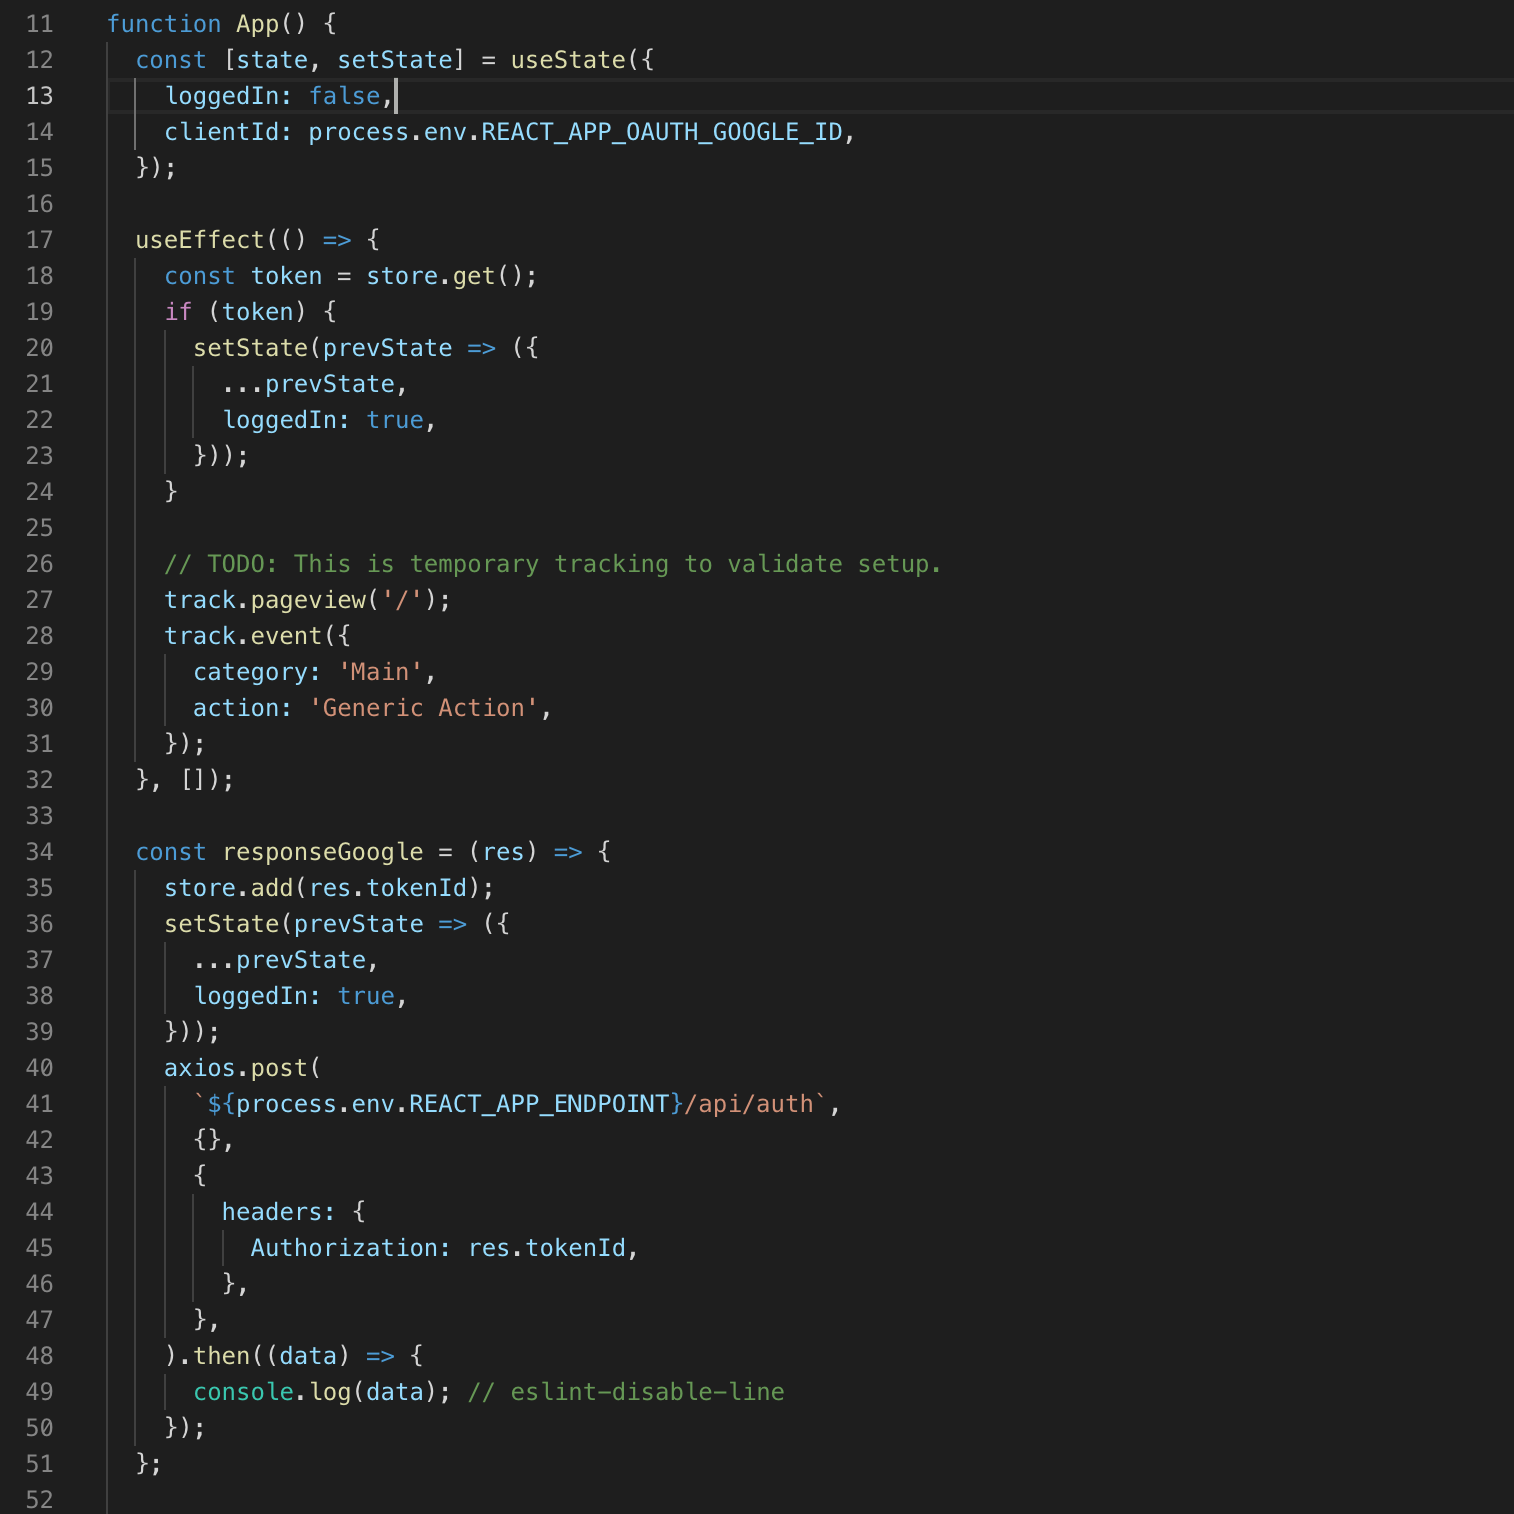 11 function App() {
12 const [state, setState] = useState({
13 loggedIn: false,
14 clientId: process.env.REACT_APP_OAUTH_GOOGLE_ID,
15 });
16
17 useEffect(() => {
18 const token = store.get();
19 if (token) {
20 setState(prevState => ({
21 ...prevState,
22 loggedIn: true,
23 }));
24 }
25
26 // TODO: This is temporary tracking to validate setup.
27 track.pageview('/');
28 track.event({
29 category: 'Main',
30 action: 'Generic Action',
31 });
32 }, []);
33
34 const responseGoogle = (res) => {
35 store.add(res.tokenId);
36 setState(prevState => ({
37 ...prevState,
38 loggedIn: true,
39 }));
40 axios.post(
41 `${process.env.REACT_APP_ENDPOINT}/api/auth`,
42 {},
43 {
44 headers: {
45 Authorization: res.tokenId,
46 },
47 },
48 ).then((data) => {
49 console.log(data); // eslint-disable-line
50 });
51 };
52